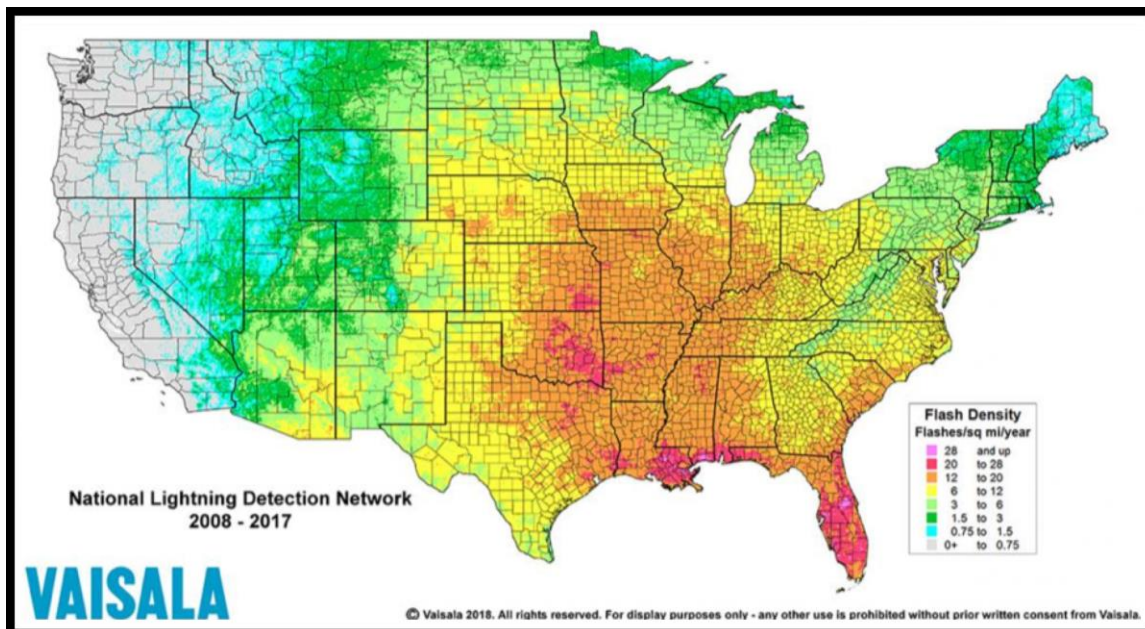 National Lightning Detection Network
2008 - 2017
Flash Density
Flashes/sq mi/year
28 and up
20 to 28
12 to 20
6 to 12
3 to 6
1.5 to 3
0.75 to 1.5
0+ to 0.75
VAISALA
© Vaisala 2018. All rights reserved. For display purposes only - any other use is prohibited without prior written consent from Vaisala.